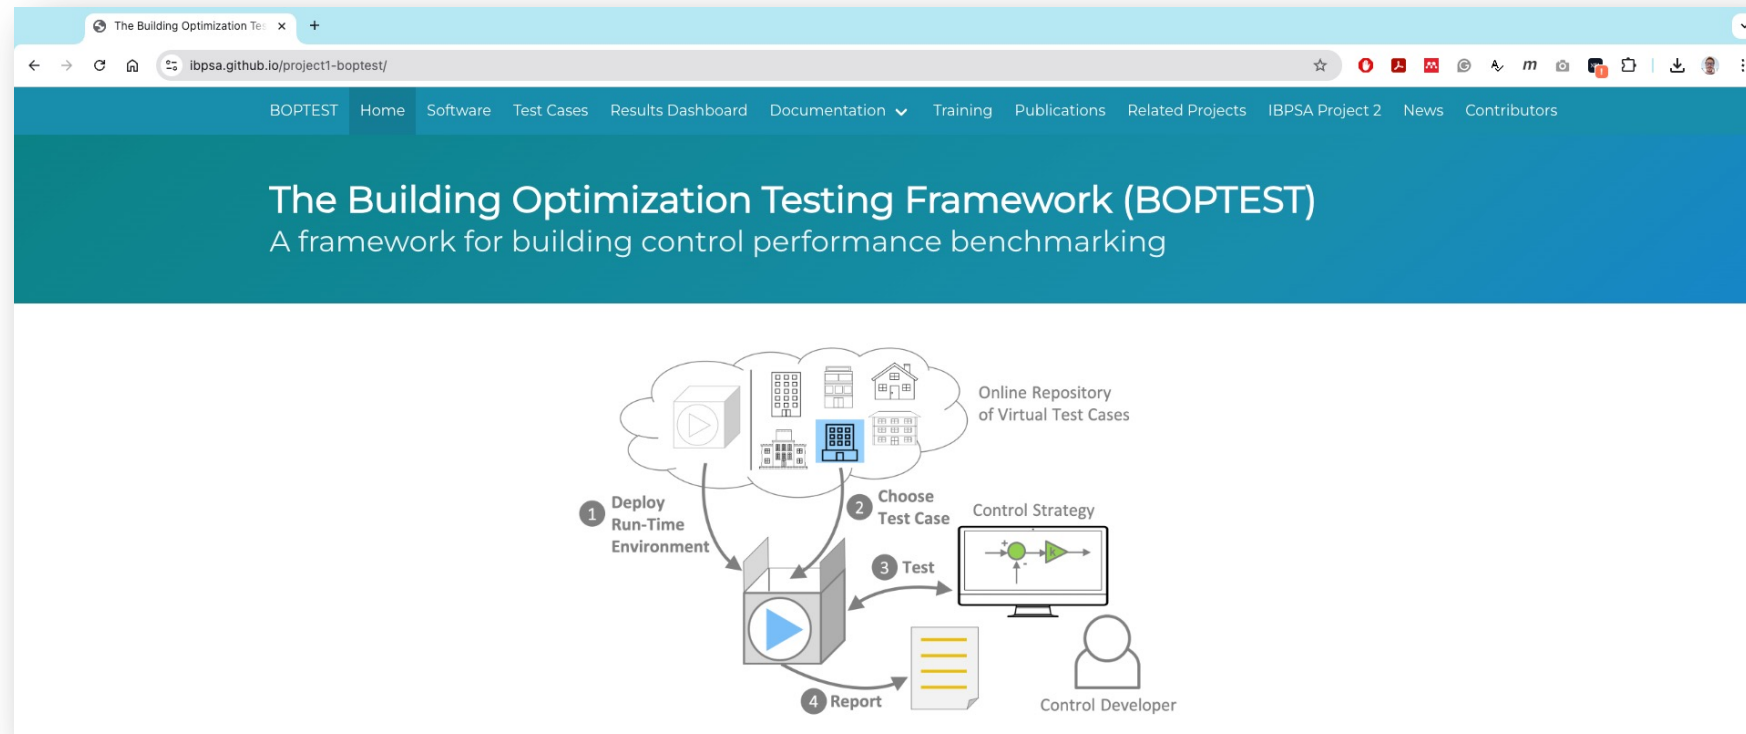 The Building Optimization Tes
ibpsa.github.io/project1-boptest/
BOPTEST Home Software Test Cases Results Dashboard Documentation Training Publications Related Projects IBPSA Project 2 News Contributors
The Building Optimization Testing Framework (BOPTEST)
A framework for building control performance benchmarking
Online Repository
of Virtual Test Cases
1 Deploy
Run-Time
Environment
2 Choose
Test Case
Control Strategy
+
-
k
3 Test
4 Report
Control Developer